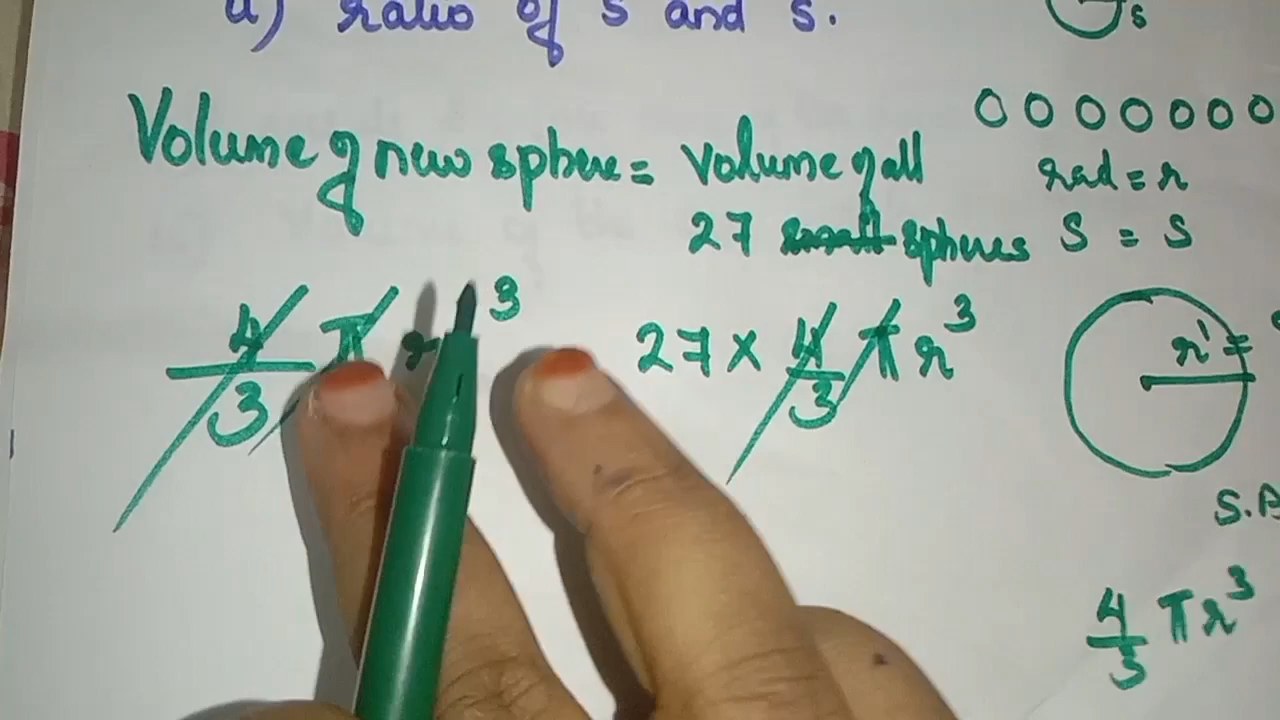 ii) ratio of s and s.
s
Volume of new sphere = Volume of all
27 small spheres
rad = r
S = S
4/3 π r 3
27 × 4/3 π r³
r' =
S.A
4/3 πr³